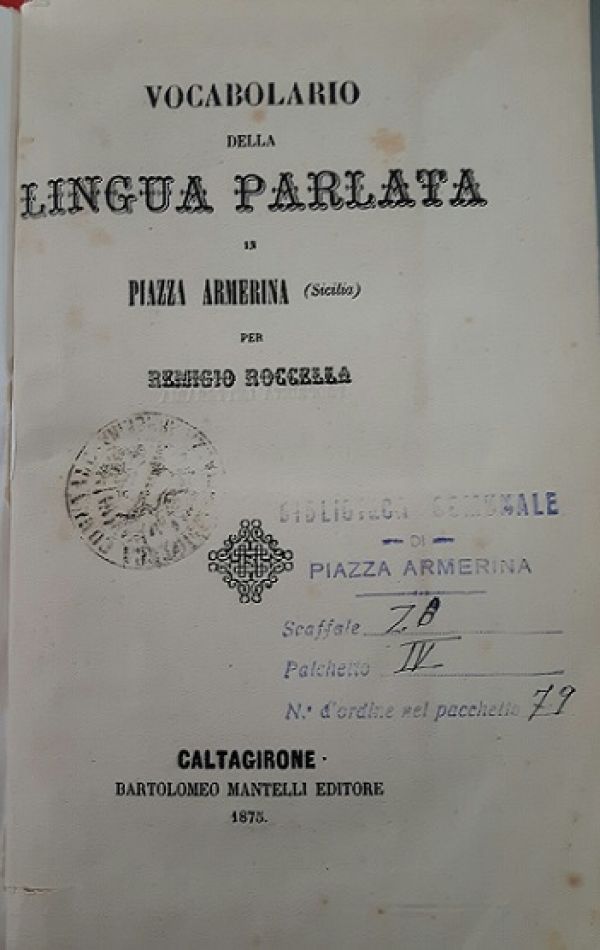 VOCABOLARIO
DELLA
LINGUA PARLATA
IN
PIAZZA ARMERINA (Sicilia)
PER
REMIGIO ROCCELLA
BIBLIOTECA COMUNALE
DI
PIAZZA ARMERINA
Scaffale
Palchetto IV
N.° d'ordine nel pacchetto 79
CALTAGIRONE
BARTOLOMEO MANTELLI EDITORE
1875.